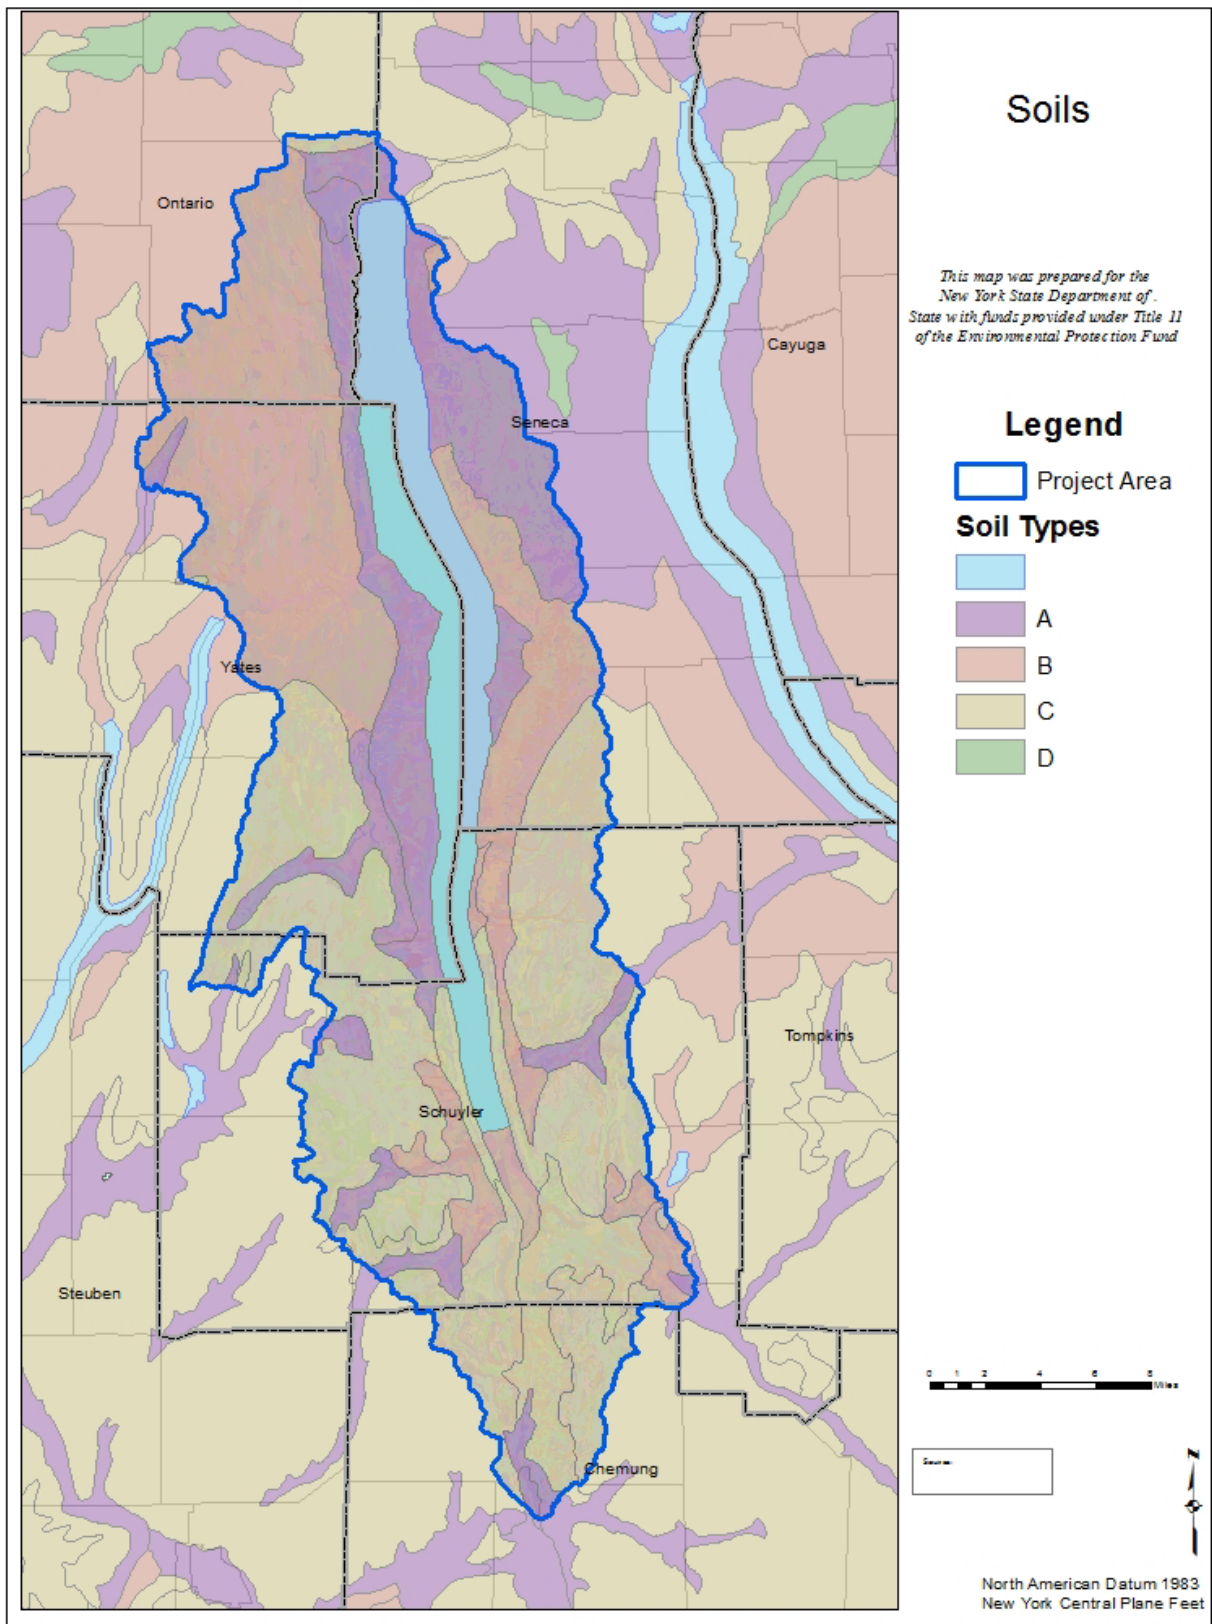 Soils
Ontario
This map was prepared for the
New York State Department of .
State with funds provided under Title 11
of the Environmental Protection Fund
Cayuga
Seneca
Legend
Project Area
Soil Types
A
B
C
D
Yates
Tompkins
Schuyler
Steuben
Chemung
0 1 2 4 6 8
Miles
Source:
N
North American Datum 1983
New York Central Plane Feet